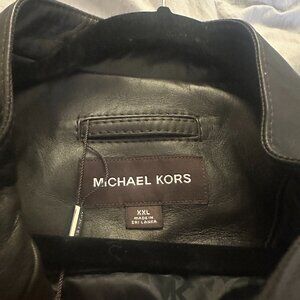 MICHAEL KORS
XXL
MADE IN
SRI LANKA